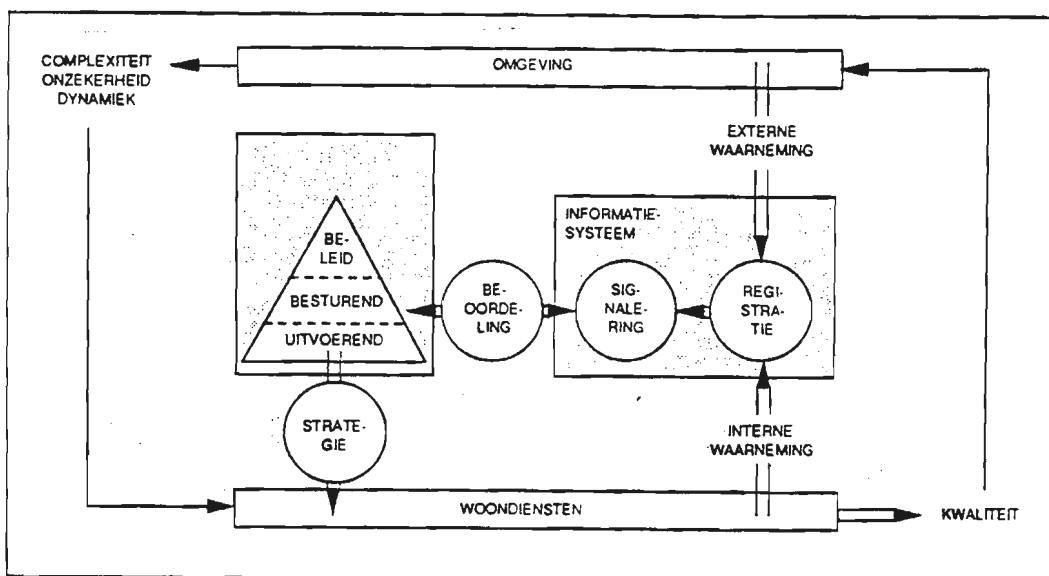 COMPLEXITEIT
ONZEKERHEID
DYNAMIEK
OMGEVING
EXTERNE
WAARNEMING
INFORMATIE-
SYSTEEM
BE-
LEID
BESTUREND
UITVOEREND
BE-
OORDE-
LING
SIG-
NALE-
RING
REGI-
STRA-
TIE
STRATE-
GIE
INTERNE
WAARNEMING
WOONDIENSTEN
KWALITEIT